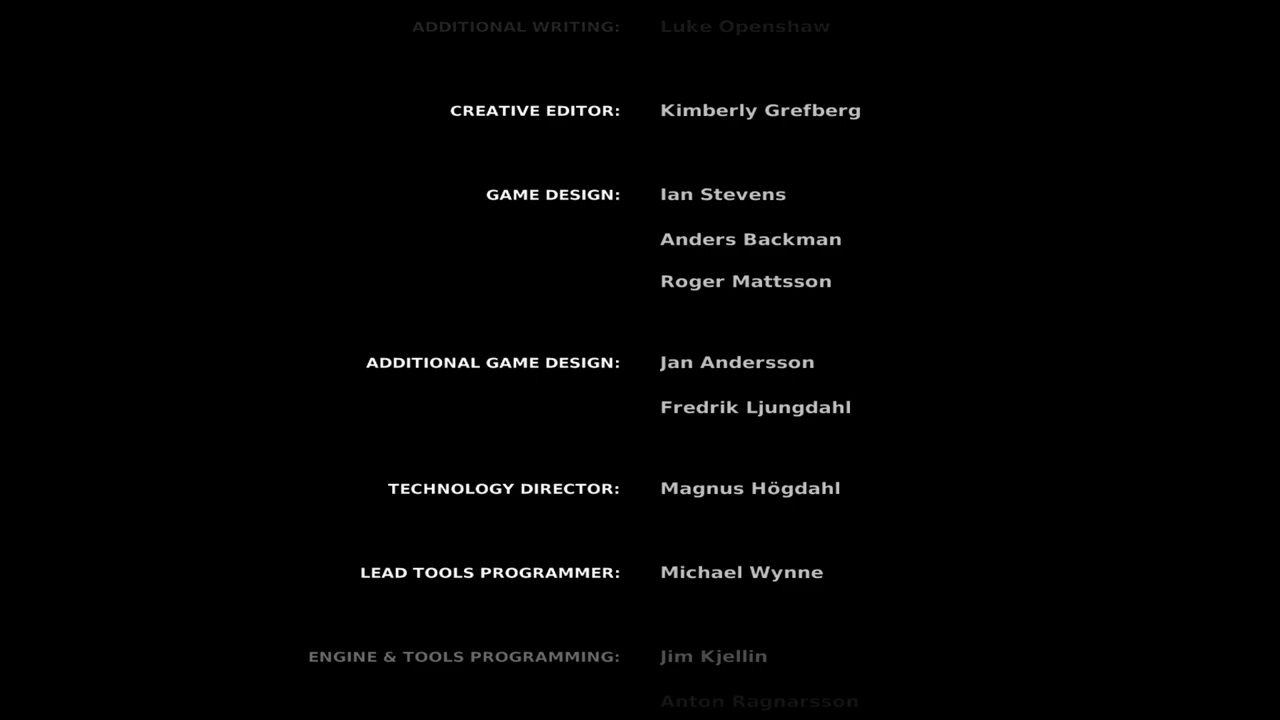 ADDITIONAL WRITING: Luke Openshaw
CREATIVE EDITOR: Kimberly Grefberg
GAME DESIGN: Ian Stevens
Anders Backman
Roger Mattsson
ADDITIONAL GAME DESIGN: Jan Andersson
Fredrik Ljungdahl
TECHNOLOGY DIRECTOR: Magnus Högdahl
LEAD TOOLS PROGRAMMER: Michael Wynne
ENGINE & TOOLS PROGRAMMING: Jim Kjellin
Anton Ragnarsson